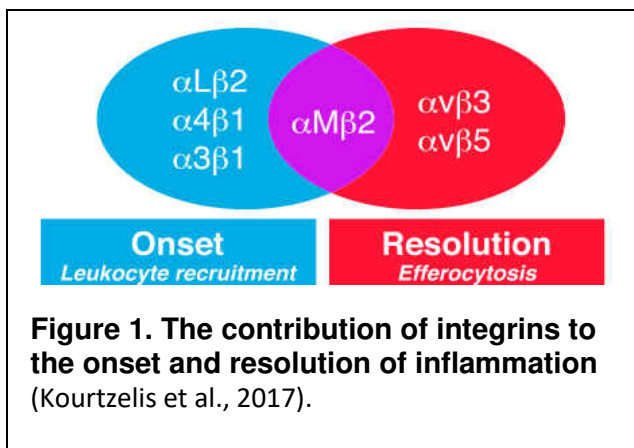 αLβ2
α4β1
α3β1
αMβ2
αvβ3
αvβ5
Onset
Leukocyte recruitment
Resolution
Efferocytosis
Figure 1. The contribution of integrins to
the onset and resolution of inflammation
(Kourtzelis et al., 2017).